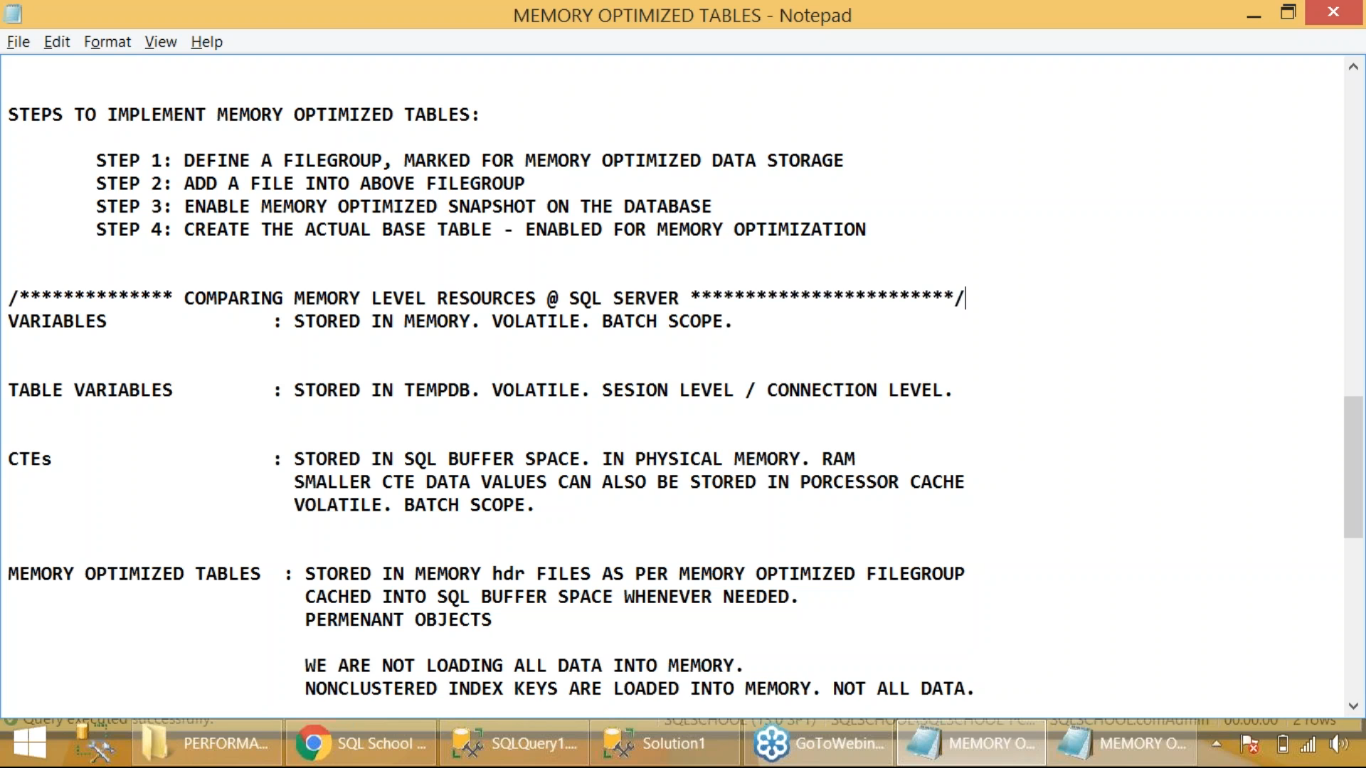 MEMORY OPTIMIZED TABLES - Notepad
File Edit Format View Help
STEPS TO IMPLEMENT MEMORY OPTIMIZED TABLES:
STEP 1: DEFINE A FILEGROUP, MARKED FOR MEMORY OPTIMIZED DATA STORAGE
STEP 2: ADD A FILE INTO ABOVE FILEGROUP
STEP 3: ENABLE MEMORY OPTIMIZED SNAPSHOT ON THE DATABASE
STEP 4: CREATE THE ACTUAL BASE TABLE - ENABLED FOR MEMORY OPTIMIZATION
/************** COMPARING MEMORY LEVEL RESOURCES @ SQL SERVER ************************/
VARIABLES : STORED IN MEMORY. VOLATILE. BATCH SCOPE.
TABLE VARIABLES : STORED IN TEMPDB. VOLATILE. SESION LEVEL / CONNECTION LEVEL.
CTEs : STORED IN SQL BUFFER SPACE. IN PHYSICAL MEMORY. RAM
SMALLER CTE DATA VALUES CAN ALSO BE STORED IN PORCESSOR CACHE
VOLATILE. BATCH SCOPE.
MEMORY OPTIMIZED TABLES : STORED IN MEMORY hdr FILES AS PER MEMORY OPTIMIZED FILEGROUP
CACHED INTO SQL BUFFER SPACE WHENEVER NEEDED.
PERMENANT OBJECTS
WE ARE NOT LOADING ALL DATA INTO MEMORY.
NONCLUSTERED INDEX KEYS ARE LOADED INTO MEMORY. NOT ALL DATA.
Query executed successfully. 00:00:00 2 rows
PERFORMA... SQL School ... SQLQuery1.... Solution1 GoToWebin... MEMORY O... MEMORY O...